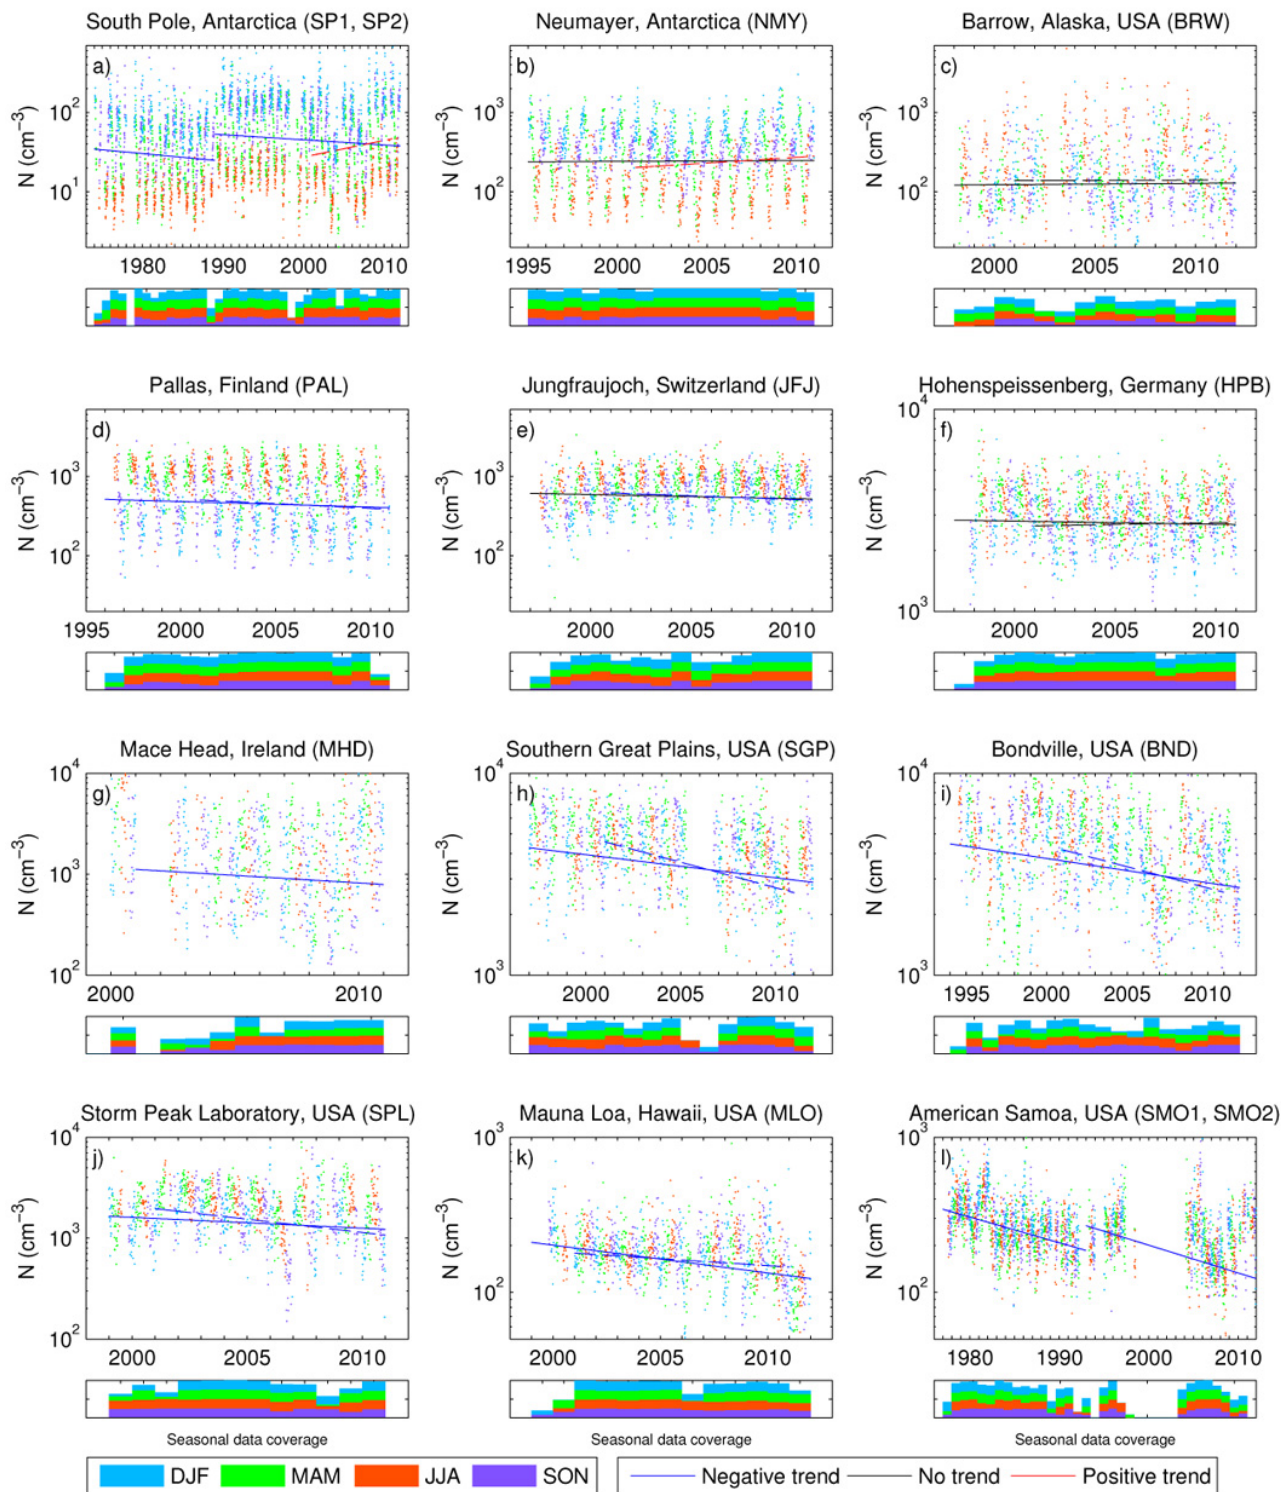 South Pole, Antarctica (SP1, SP2)
Neumayer, Antarctica (NMY)
Barrow, Alaska, USA (BRW)
a)
b)
c)
N (cm⁻³)
10²
10¹
N (cm⁻³)
10³
10²
N (cm⁻³)
10³
10²
1980 1990 2000 2010
1995 2000 2005 2010
2000 2005 2010
Pallas, Finland (PAL)
Jungfraujoch, Switzerland (JFJ)
Hohenspeissenberg, Germany (HPB)
d)
e)
f)
N (cm⁻³)
10³
10²
N (cm⁻³)
10³
10²
N (cm⁻³)
10⁴
10³
1995 2000 2005 2010
2000 2005 2010
2000 2005 2010
Mace Head, Ireland (MHD)
Southern Great Plains, USA (SGP)
Bondville, USA (BND)
g)
h)
i)
N (cm⁻³)
10⁴
10³
10²
N (cm⁻³)
10⁴
10³
N (cm⁻³)
10⁴
10³
2000 2010
2000 2005 2010
1995 2000 2005 2010
Storm Peak Laboratory, USA (SPL)
Mauna Loa, Hawaii, USA (MLO)
American Samoa, USA (SMO1, SMO2)
j)
k)
l)
N (cm⁻³)
10⁴
10³
10²
N (cm⁻³)
10³
10²
N (cm⁻³)
10³
10²
2000 2005 2010
2000 2005 2010
1980 1990 2000 2010
Seasonal data coverage
Seasonal data coverage
Seasonal data coverage
DJF MAM JJA SON
Negative trend No trend Positive trend